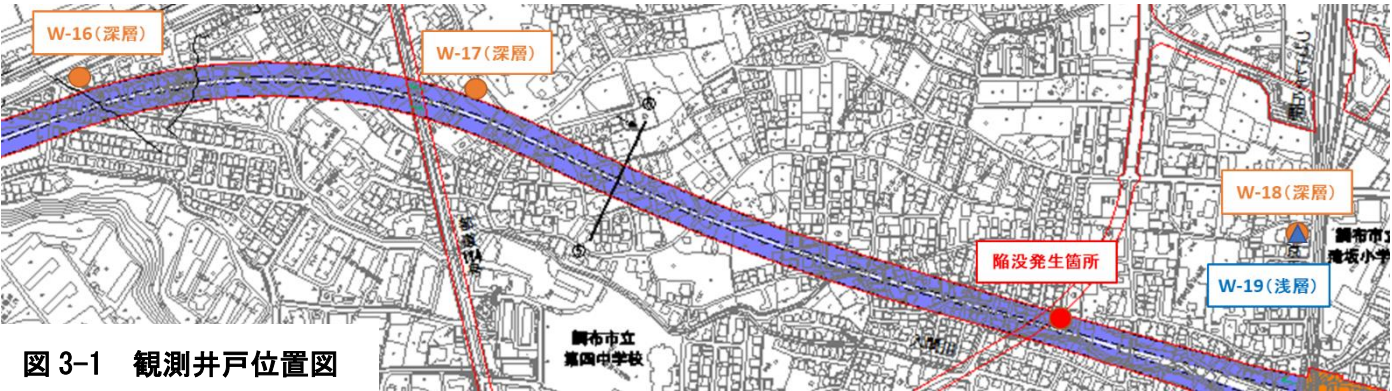 W-16(深層)
W-17(深層)
W-18(深層)
陥没発生箇所
W-19(浅層)
調布市立
第四中学校
図 3-1 観測井戸位置図